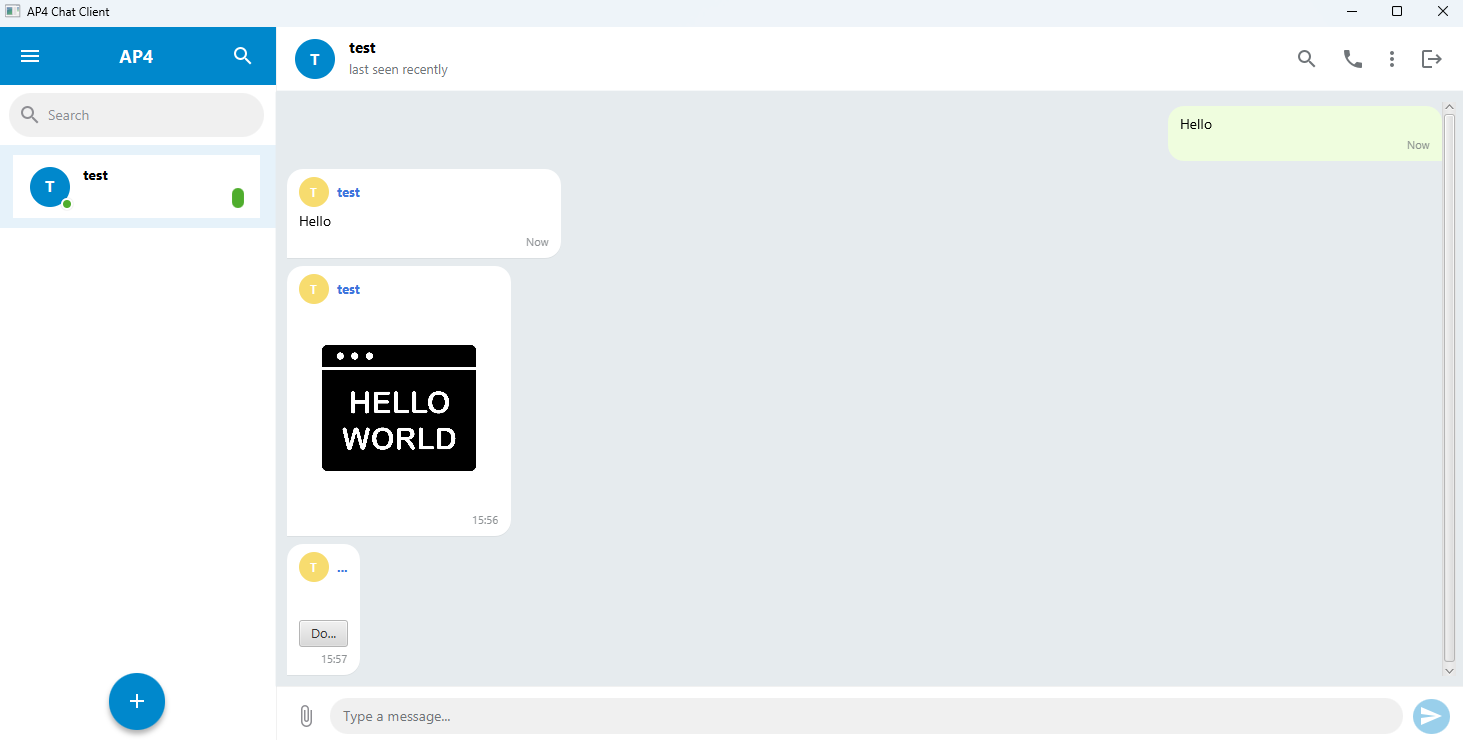 AP4 Chat Client
AP4
Search
T
test
T
test
last seen recently
Hello
Now
T
test
Hello
Now
T
test
HELLO
WORLD
15:56
T
...
Do...
15:57
Type a message...